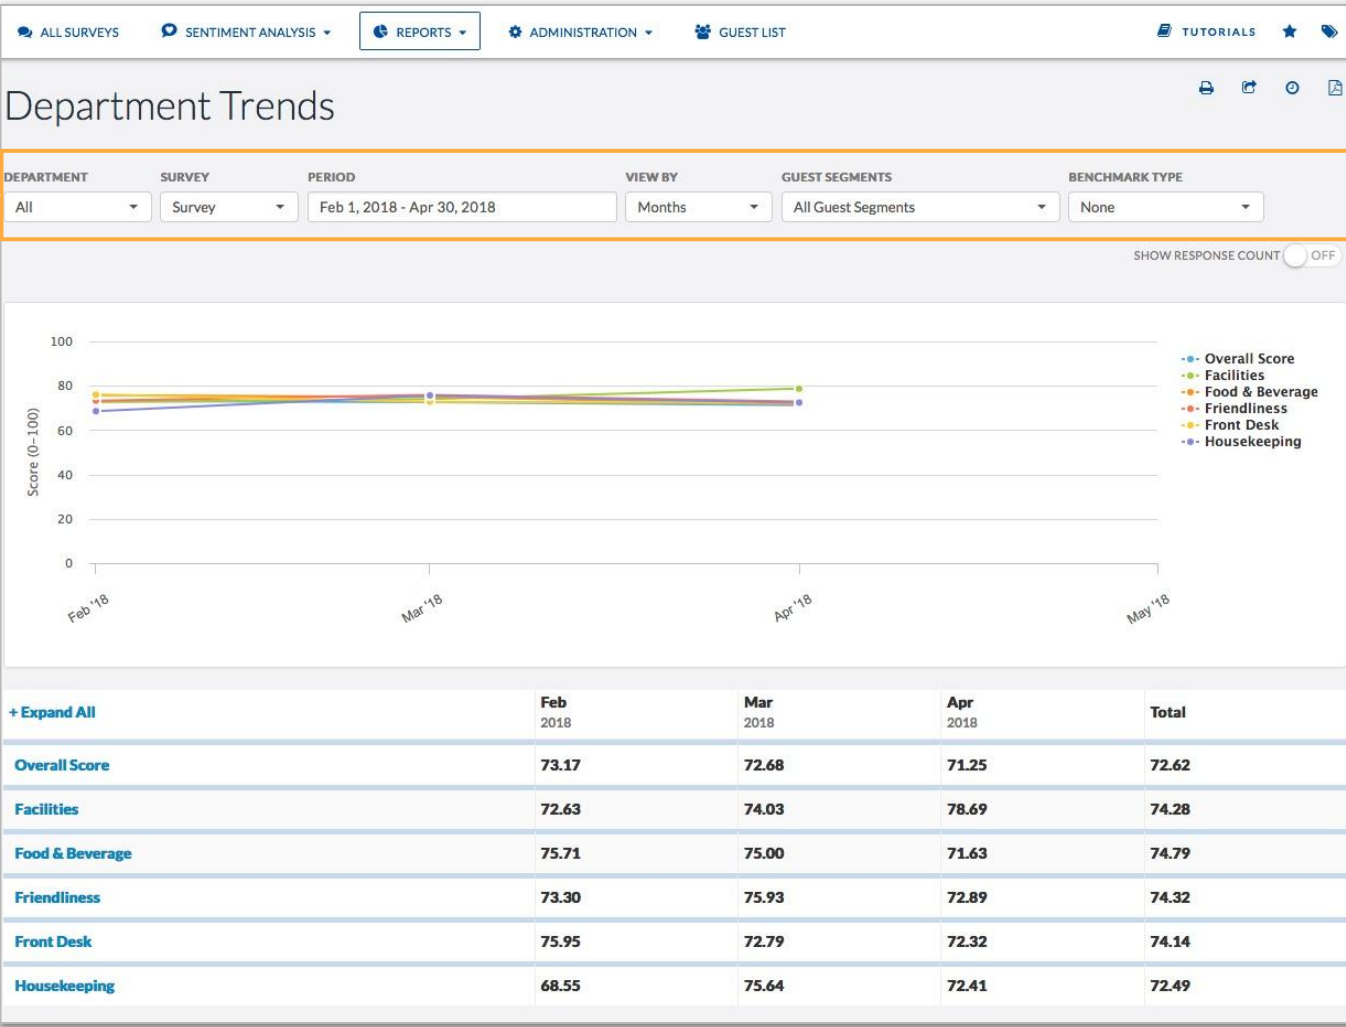 ALL SURVEYS SENTIMENT ANALYSIS REPORTS ADMINISTRATION GUEST LIST TUTORIALS
Department Trends
DEPARTMENT SURVEY PERIOD VIEW BY GUEST SEGMENTS BENCHMARK TYPE
All Survey Feb 1, 2018 - Apr 30, 2018 Months All Guest Segments None
SHOW RESPONSE COUNT OFF
100
80
60
40
20
0
Score (0-100)
Feb '18 Mar '18 Apr '18 May '18
Overall Score
Facilities
Food & Beverage
Friendliness
Front Desk
Housekeeping
+ Expand All Feb 2018 Mar 2018 Apr 2018 Total
Overall Score 73.17 72.68 71.25 72.62
Facilities 72.63 74.03 78.69 74.28
Food & Beverage 75.71 75.00 71.63 74.79
Friendliness 73.30 75.93 72.89 74.32
Front Desk 75.95 72.79 72.32 74.14
Housekeeping 68.55 75.64 72.41 72.49